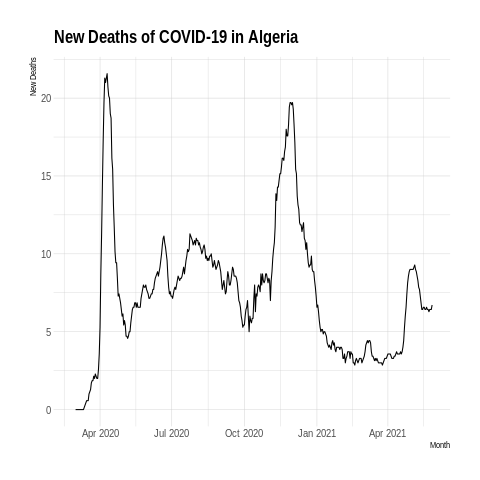 New Deaths of COVID-19 in Algeria
New Deaths
20
15
10
5
0
Apr 2020 Jul 2020 Oct 2020 Jan 2021 Apr 2021
Month